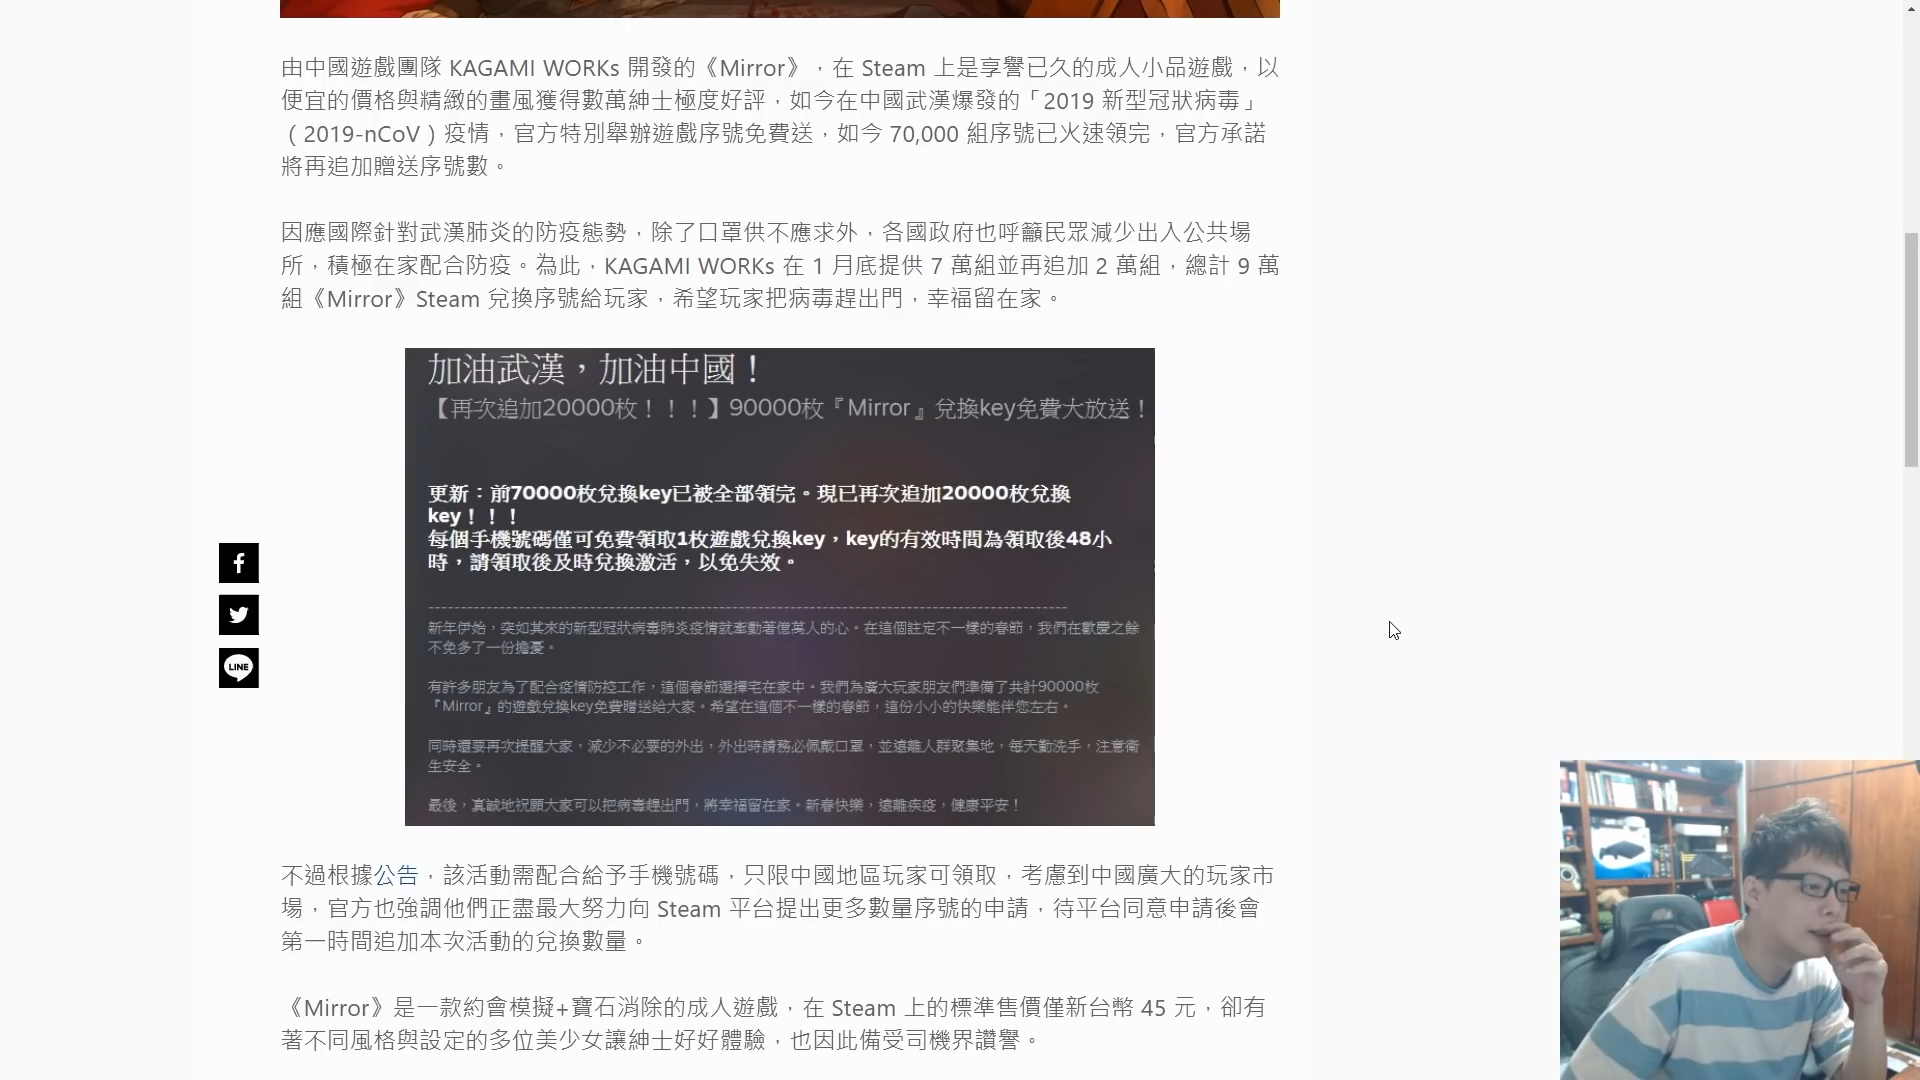 由中國遊戲團隊 KAGAMI WORKs 開發的《Mirror》，在 Steam 上是享譽已久的成人小品遊戲，以
便宜的價格與精緻的畫風獲得數萬紳士極度好評，如今在中國武漢爆發的「2019 新型冠狀病毒」
（2019-nCoV）疫情，官方特別舉辦遊戲序號免費送，如今 70,000 組序號已火速領完，官方承諾
將再追加贈送序號數。
因應國際針對武漢肺炎的防疫態勢，除了口罩供不應求外，各國政府也呼籲民眾減少出入公共場
所，積極在家配合防疫。為此，KAGAMI WORKs 在 1 月底提供 7 萬組並再追加 2 萬組，總計 9 萬
組《Mirror》Steam 兌換序號給玩家，希望玩家把病毒趕出門，幸福留在家。
加油武漢，加油中國！
【再次追加20000枚！！！】90000枚『Mirror』兌換key免費大放送！
更新：前70000枚兌換key已被全部領完。現已再次追加20000枚兌換
key！！！
每個手機號碼僅可免費領取1枚遊戲兌換key，key的有效時間為領取後48小
時，請領取後及時兌換激活，以免失效。
新年伊始，突如其來的新型冠狀病毒肺炎疫情就牽動著億萬人的心。在這個註定不一樣的春節，我們在歡慶之餘
不免多了一份擔憂。
有許多朋友為了配合疫情防控工作，這個春節選擇宅在家中。我們為廣大玩家朋友們準備了共計90000枚
『Mirror』的遊戲兌換key免費贈送給大家。希望在這個不一樣的春節，這份小小的快樂能伴您左右。
同時還要再次提醒大家，減少不必要的外出，外出時請務必佩戴口罩，並遠離人群聚集地，每天勤洗手，注意衛
生安全。
最後，真誠地祝願大家可以把病毒趕出門，將幸福留在家。新春快樂，遠離疾疫，健康平安！
LINE
不過根據公告，該活動需配合給予手機號碼，只限中國地區玩家可領取，考慮到中國廣大的玩家市
場，官方也強調他們正盡最大努力向 Steam 平台提出更多數量序號的申請，待平台同意申請後會
第一時間追加本次活動的兌換數量。
《Mirror》是一款約會模擬+寶石消除的成人遊戲，在 Steam 上的標準售價僅新台幣 45 元，卻有
著不同風格與設定的多位美少女讓紳士好好體驗，也因此備受司機界讚譽。